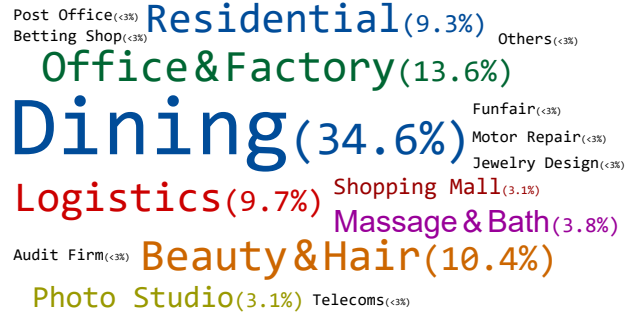 Post Office(<3%)
Residential(9.3%)
Betting Shop(<3%)
Others(<3%)
Office&Factory(13.6%)
Dining(34.6%)
Funfair(<3%)
Motor Repair(<3%)
Jewelry Design(<3%)
Logistics(9.7%)
Shopping Mall(3.1%)
Massage&Bath(3.8%)
Audit Firm(<3%)
Beauty&Hair(10.4%)
Photo Studio(3.1%)
Telecoms(<3%)